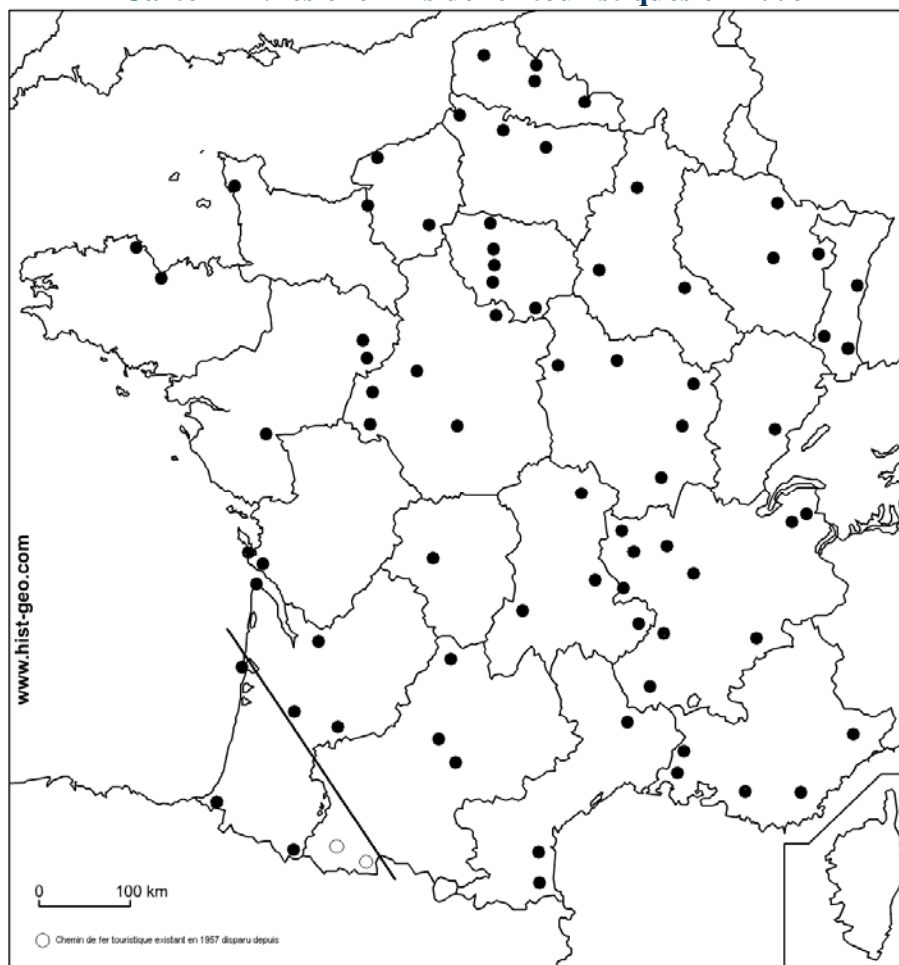 www.hist-geo.com
0 100 km
Chemin de fer touristique existant en 1957 disparu depuis